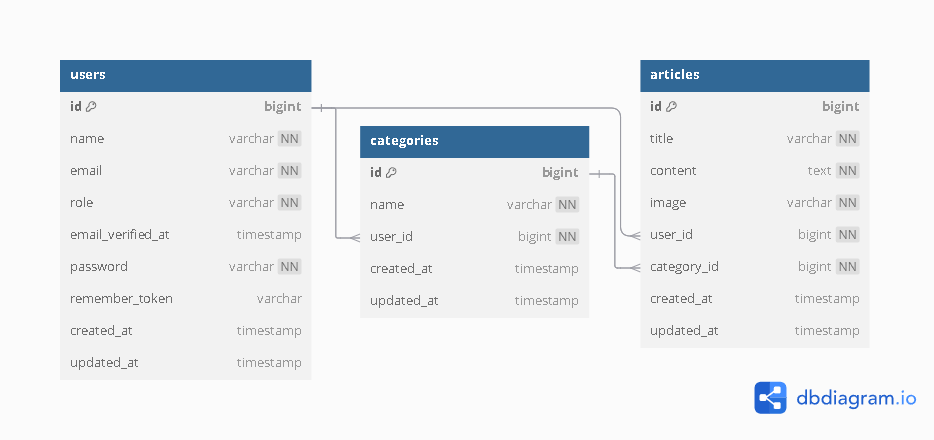 users
id bigint
name varchar NN
email varchar NN
role varchar NN
email_verified_at timestamp
password varchar NN
remember_token varchar
created_at timestamp
updated_at timestamp
categories
id bigint
name varchar NN
user_id bigint NN
created_at timestamp
updated_at timestamp
articles
id bigint
title varchar NN
content text NN
image varchar NN
user_id bigint NN
category_id bigint NN
created_at timestamp
updated_at timestamp
dbdiagram.io